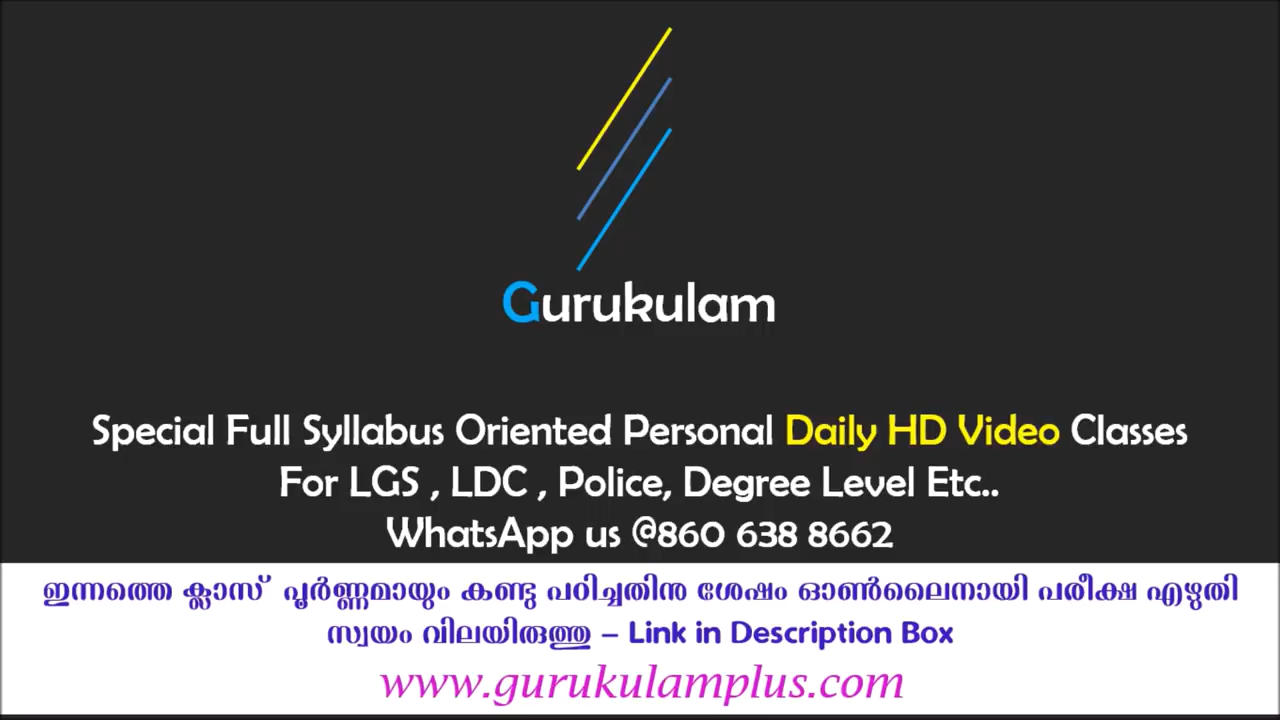 Gurukulam
Special Full Syllabus Oriented Personal Daily HD Video Classes
For LGS , LDC , Police, Degree Level Etc..
WhatsApp us @860 638 8662
ഇന്നത്തെ ക്ലാസ് പൂർണ്ണമായും കണ്ടു പഠിച്ചതിനു ശേഷം ഓൺലൈനായി പരീക്ഷ എഴുതി
സ്വയം വിലയിരുത്തു – Link in Description Box
www.gurukulamplus.com